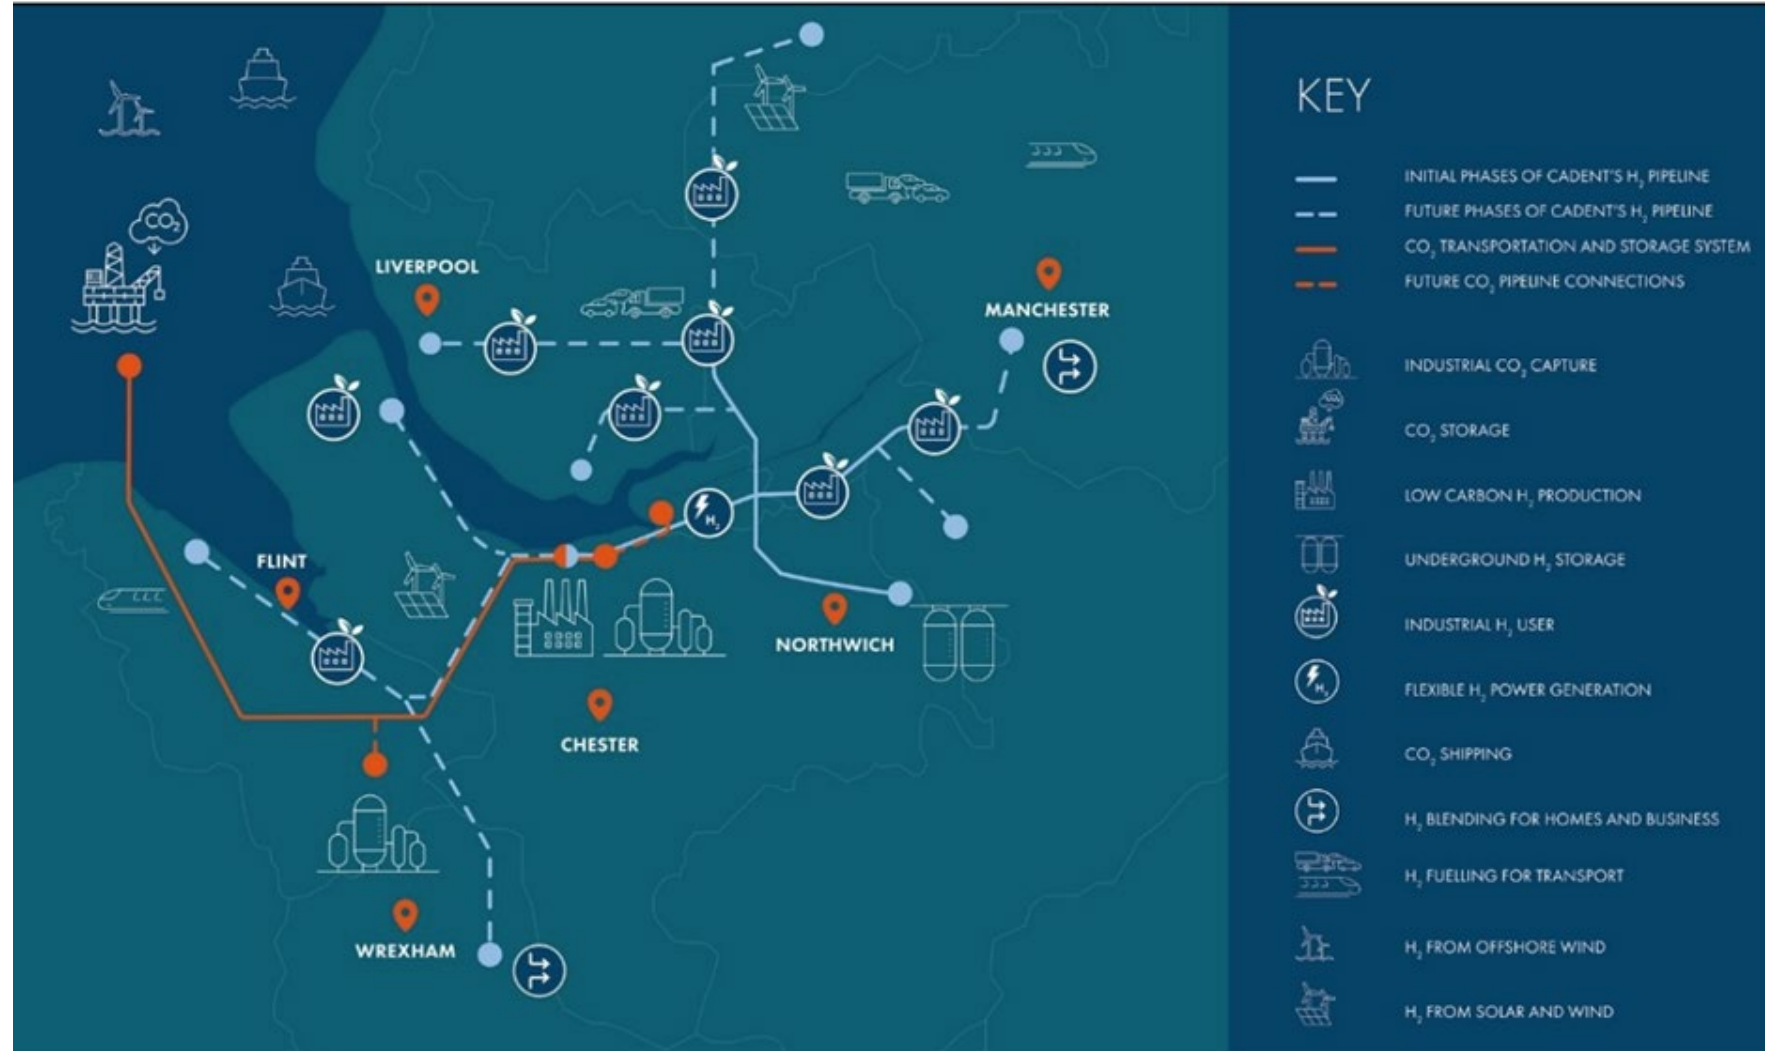 LIVERPOOL
MANCHESTER
FLINT
NORTHWICH
CHESTER
WREXHAM
CO₂
H₂
KEY
INITIAL PHASES OF CADENT'S H₂ PIPELINE
FUTURE PHASES OF CADENT'S H₂ PIPELINE
CO₂ TRANSPORTATION AND STORAGE SYSTEM
FUTURE CO₂ PIPELINE CONNECTIONS
INDUSTRIAL CO₂ CAPTURE
CO₂ STORAGE
LOW CARBON H₂ PRODUCTION
UNDERGROUND H₂ STORAGE
INDUSTRIAL H₂ USER
H₂
FLEXIBLE H₂ POWER GENERATION
CO₂ SHIPPING
H₂ BLENDING FOR HOMES AND BUSINESS
H₂ FUELLING FOR TRANSPORT
H₂ FROM OFFSHORE WIND
H₂ FROM SOLAR AND WIND